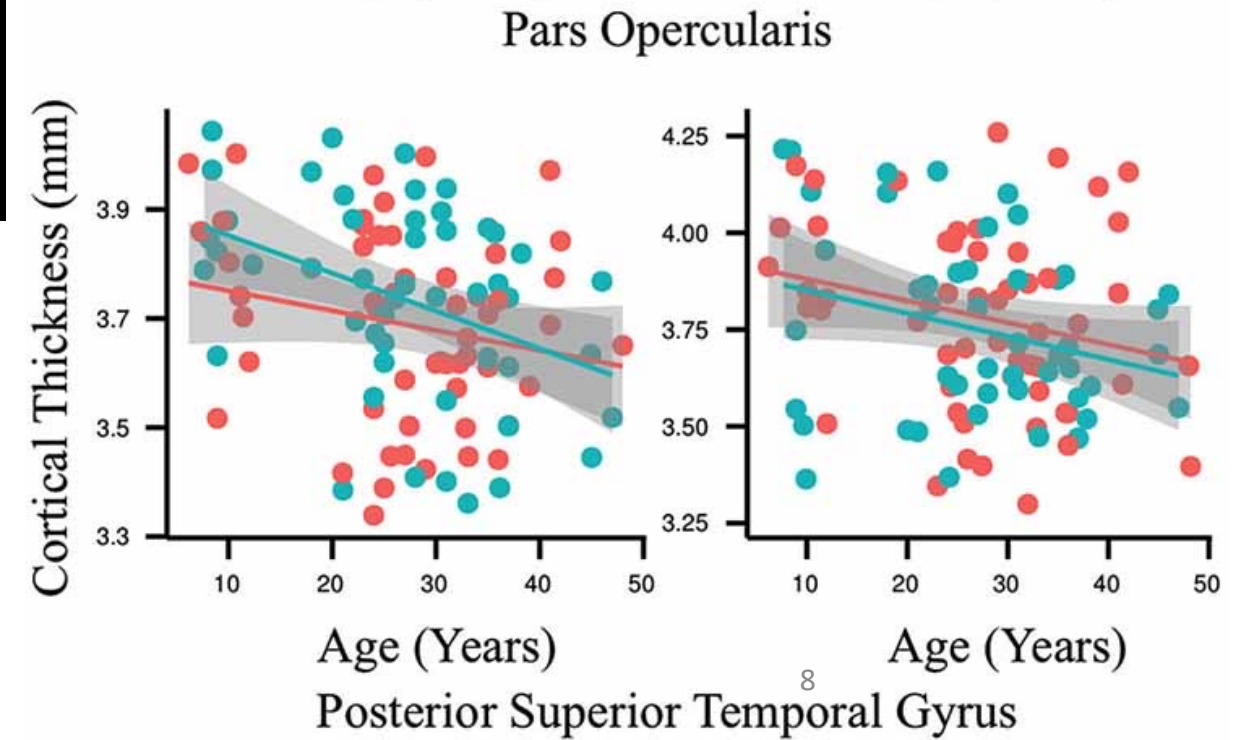 Pars Opercularis
Cortical Thickness (mm)
3.9
3.7
3.5
3.3
10 20 30 40 50
Age (Years)
4.25
4.00
3.75
3.50
3.25
10 20 30 40 50
Age (Years)
8
Posterior Superior Temporal Gyrus